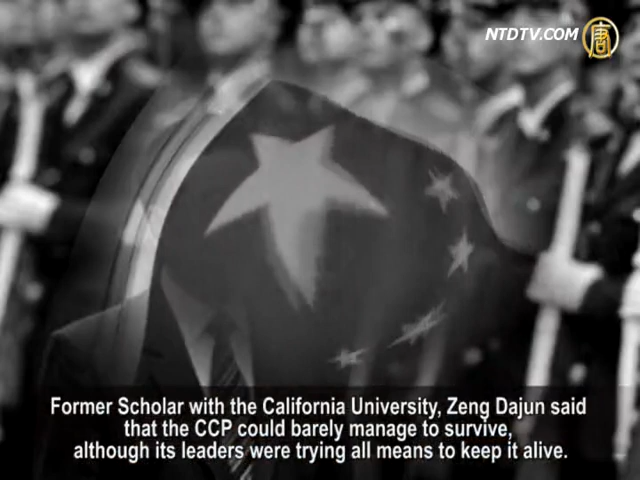 NTDTV.COM 唐
Former Scholar with the California University, Zeng Dajun said
that the CCP could barely manage to survive,
although its leaders were trying all means to keep it alive.